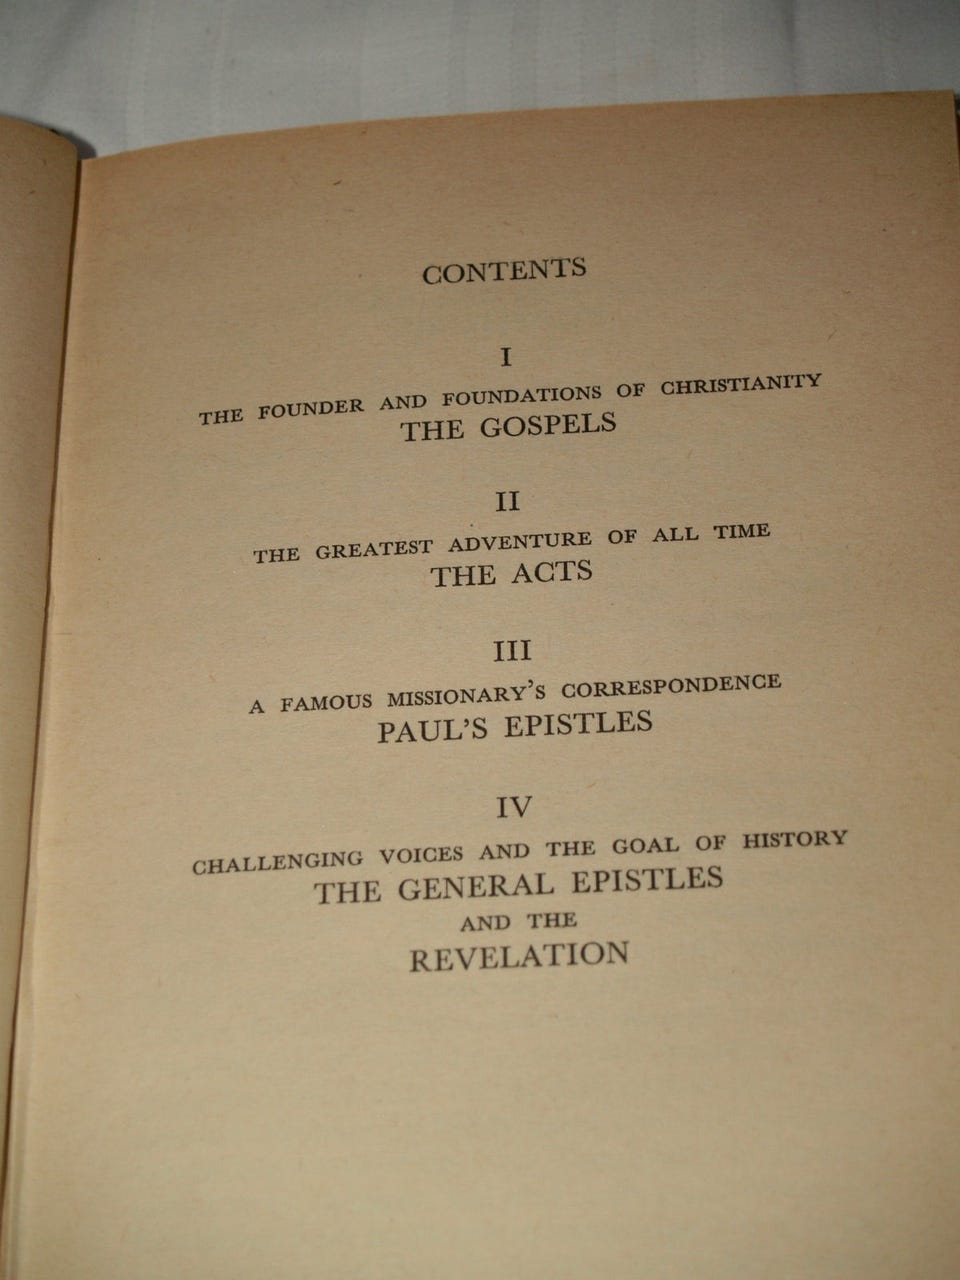 CONTENTS
I
THE FOUNDER AND FOUNDATIONS OF CHRISTIANITY
THE GOSPELS
II
THE GREATEST ADVENTURE OF ALL TIME
THE ACTS
III
A FAMOUS MISSIONARY'S CORRESPONDENCE
PAUL'S EPISTLES
IV
CHALLENGING VOICES AND THE GOAL OF HISTORY
THE GENERAL EPISTLES
AND THE
REVELATION